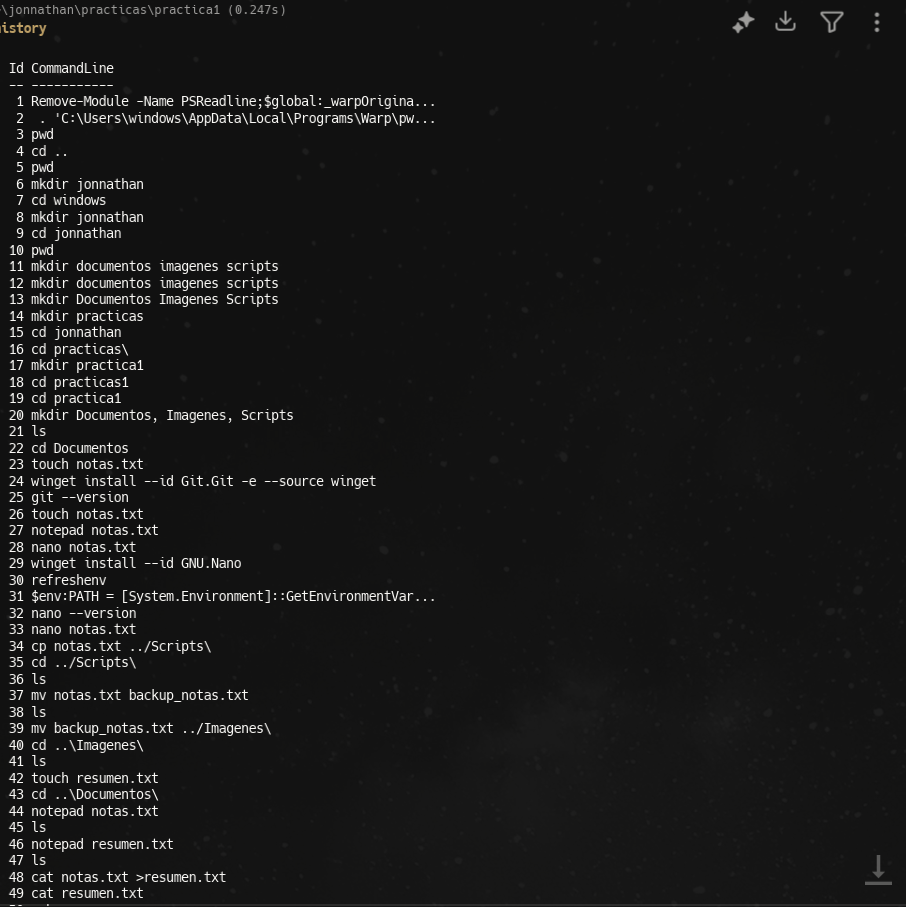 \jonnathan\practicas\practica1 (0.247s)
istory
Id CommandLine
-- -----------
1 Remove-Module -Name PSReadline;$global:_warpOrigina...
2  . 'C:\Users\windows\AppData\Local\Programs\Warp\pw...
3 pwd
4 cd ..
5 pwd
6 mkdir jonnathan
7 cd windows
8 mkdir jonnathan
9 cd jonnathan
10 pwd
11 mkdir documentos imagenes scripts
12 mkdir documentos imagenes scripts
13 mkdir Documentos Imagenes Scripts
14 mkdir practicas
15 cd jonnathan
16 cd practicas\
17 mkdir practica1
18 cd practicas1
19 cd practica1
20 mkdir Documentos, Imagenes, Scripts
21 ls
22 cd Documentos
23 touch notas.txt
24 winget install --id Git.Git -e --source winget
25 git --version
26 touch notas.txt
27 notepad notas.txt
28 nano notas.txt
29 winget install --id GNU.Nano
30 refreshenv
31 $env:PATH = [System.Environment]::GetEnvironmentVar...
32 nano --version
33 nano notas.txt
34 cp notas.txt ../Scripts\
35 cd ../Scripts\
36 ls
37 mv notas.txt backup_notas.txt
38 ls
39 mv backup_notas.txt ../Imagenes\
40 cd ..\Imagenes\
41 ls
42 touch resumen.txt
43 cd ..\Documentos\
44 notepad notas.txt
45 ls
46 notepad resumen.txt
47 ls
48 cat notas.txt >resumen.txt
49 cat resumen.txt